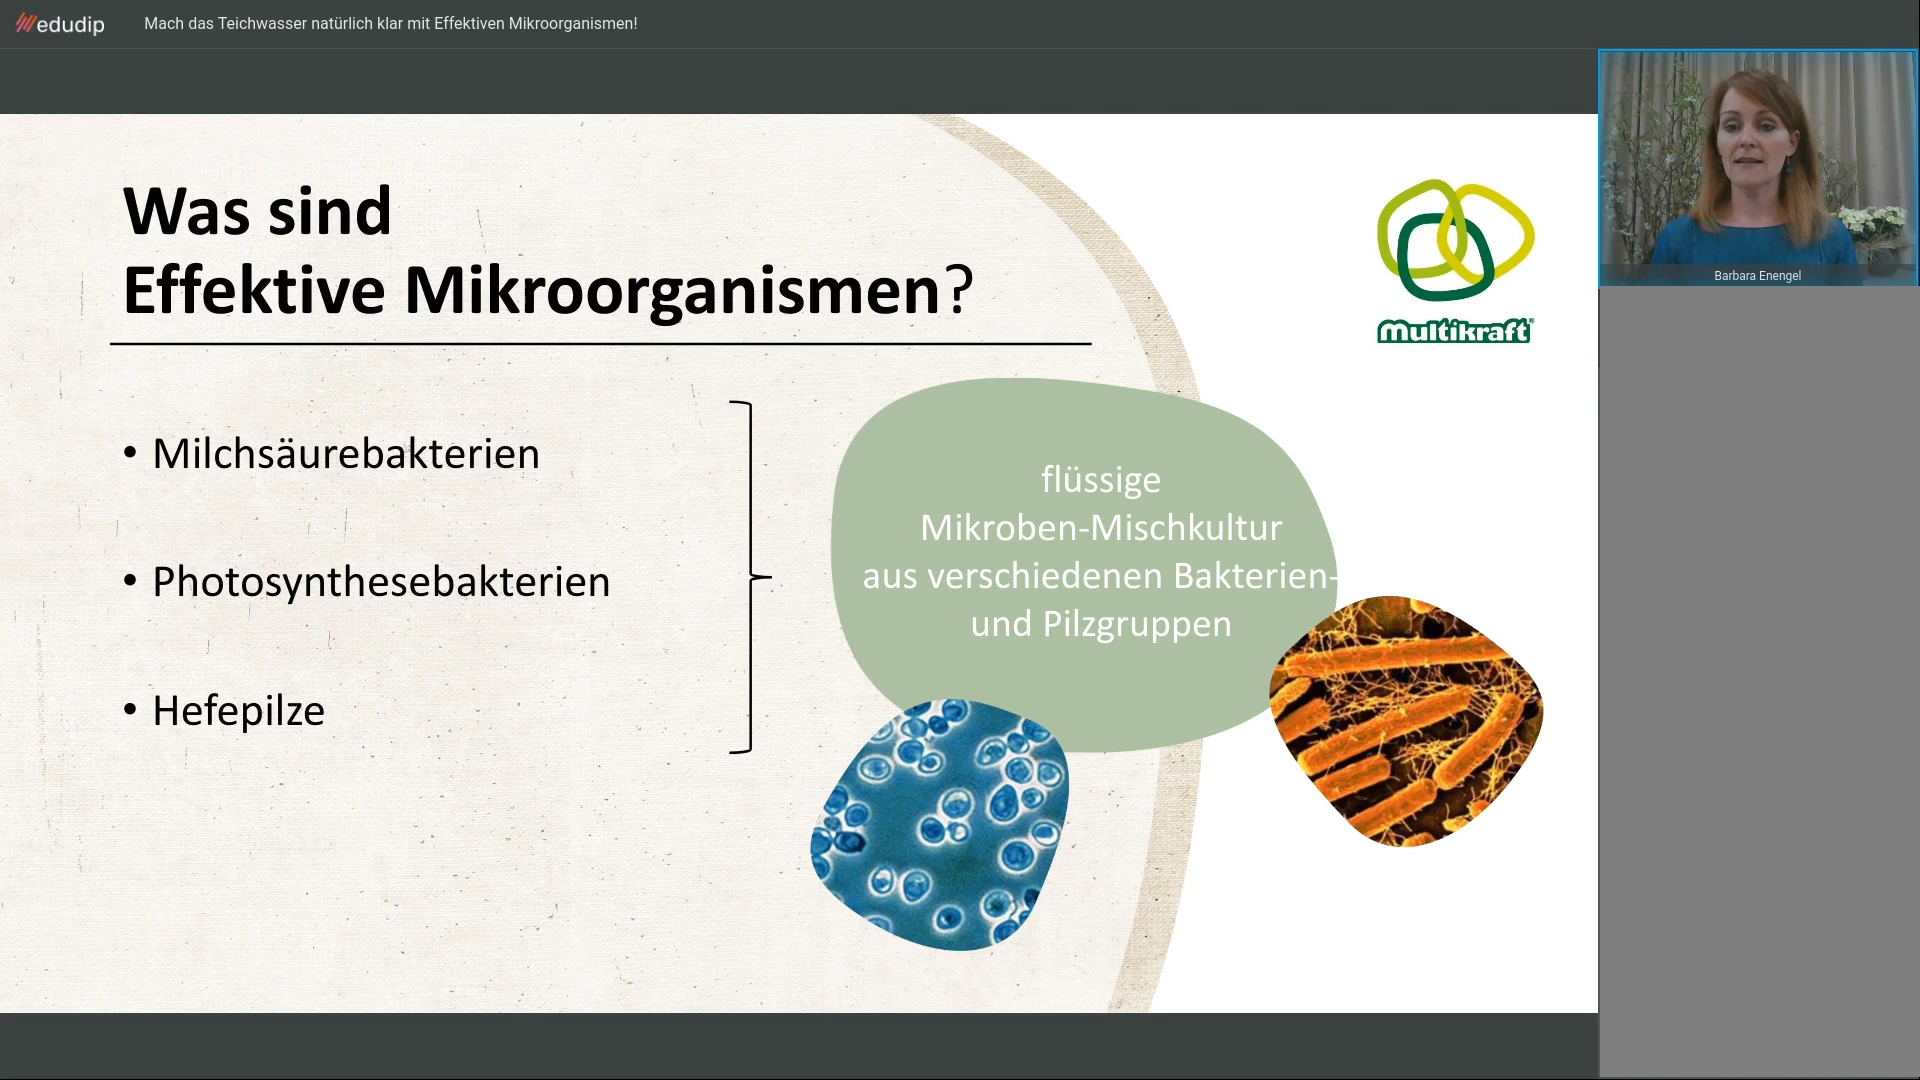 edudip
Mach das Teichwasser natürlich klar mit Effektiven Mikroorganismen!
Was sind
Effektive Mikroorganismen?
• Milchsäurebakterien
• Photosynthesebakterien
• Hefepilze
flüssige
Mikroben-Mischkultur
aus verschiedenen Bakterien-
und Pilzgruppen
multikraft®
Barbara Enengel